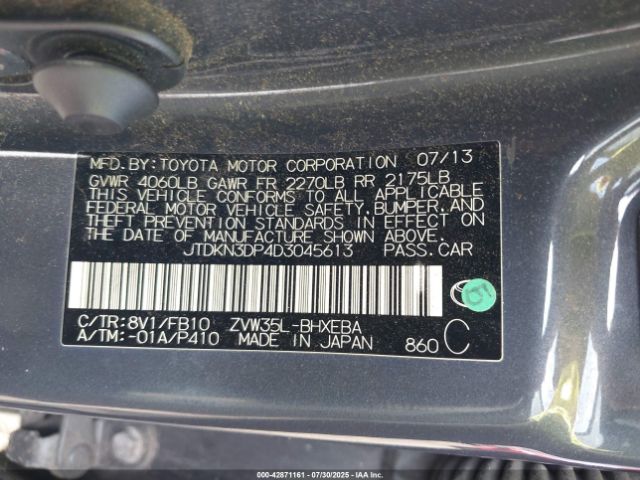 MFD.BY:TOYOTA MOTOR CORPORATION 07/13
GVWR 4060LB GAWR FR 2270LB RR 2175LB
THIS VEHICLE CONFORMS TO ALL APPLICABLE
FEDERAL MOTOR VEHICLE SAFETY, BUMPER, AND
THEFT PREVENTION STANDARDS IN EFFECT ON
THE DATE OF MANUFACTURE SHOWN ABOVE.
JTDKN3DP4D3045613 PASS.CAR
C/TR:8V1/FB10 ZVW35L-BHXEBA
A/TM:-01A/P410 MADE IN JAPAN 860 C
000-42871161 | 07/30/2025 | IAA Inc.